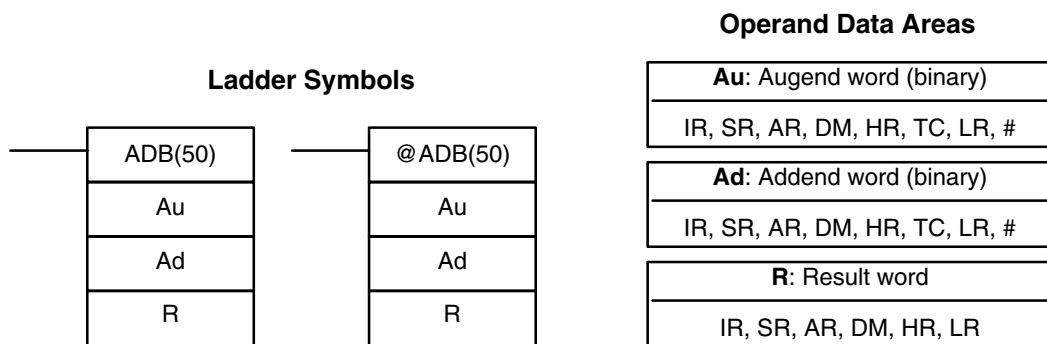 Ladder Symbols
ADB(50)
Au
Ad
R
@ADB(50)
Au
Ad
R
Operand Data Areas
Au: Augend word (binary)
IR, SR, AR, DM, HR, TC, LR, #
Ad: Addend word (binary)
IR, SR, AR, DM, HR, TC, LR, #
R: Result word
IR, SR, AR, DM, HR, LR